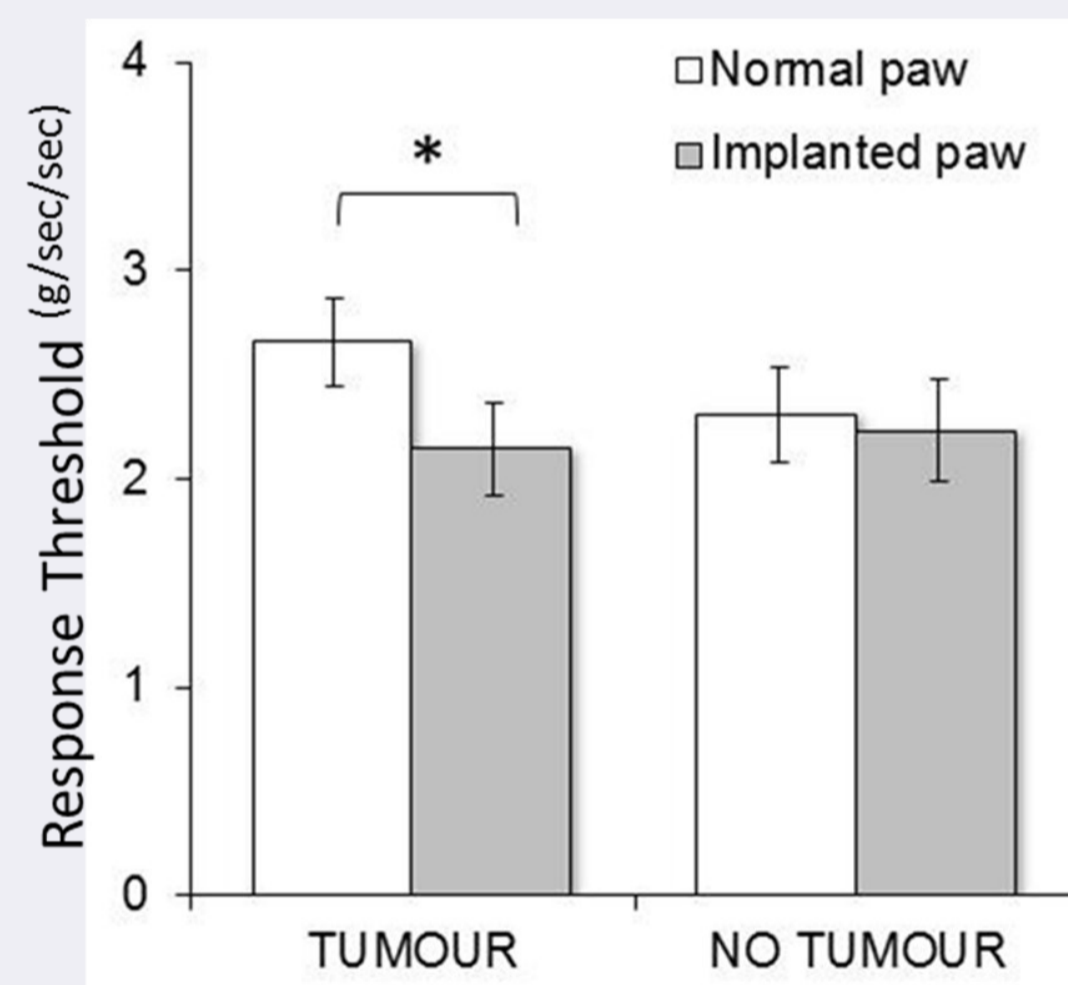 Response Threshold (g/sec/sec)
4
3
2
1
0
*
Normal paw
Implanted paw
TUMOUR
NO TUMOUR